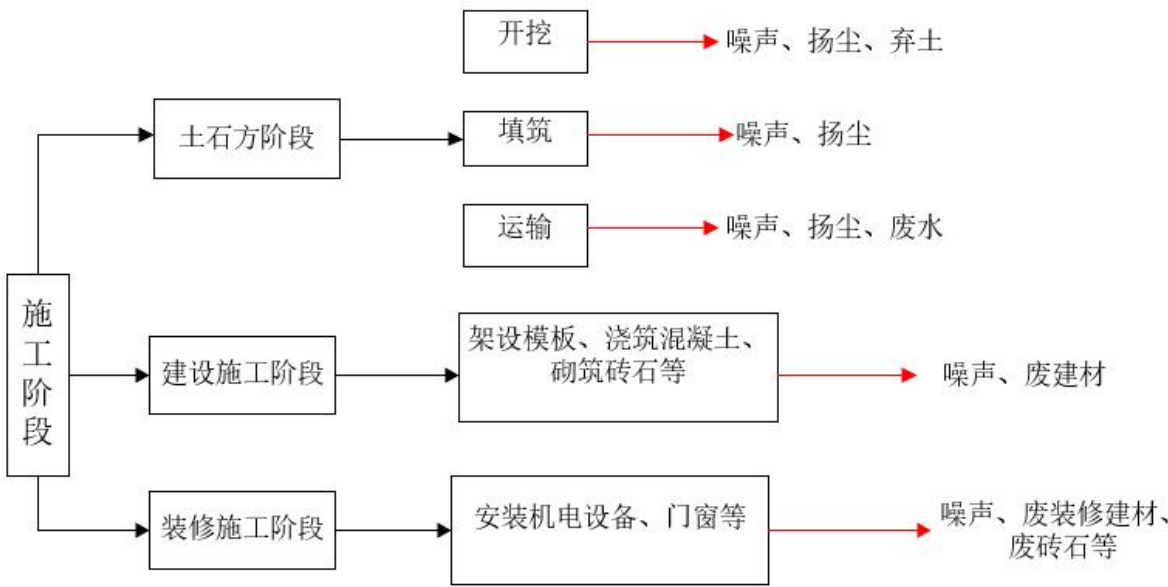 开挖
噪声、扬尘、弃土
土石方阶段
填筑
噪声、扬尘
运输
噪声、扬尘、废水
施
工
阶
段
建设施工阶段
架设模板、浇筑混凝土、
砌筑砖石等
噪声、废建材
装修施工阶段
安装机电设备、门窗等
噪声、废装修建材、
废砖石等